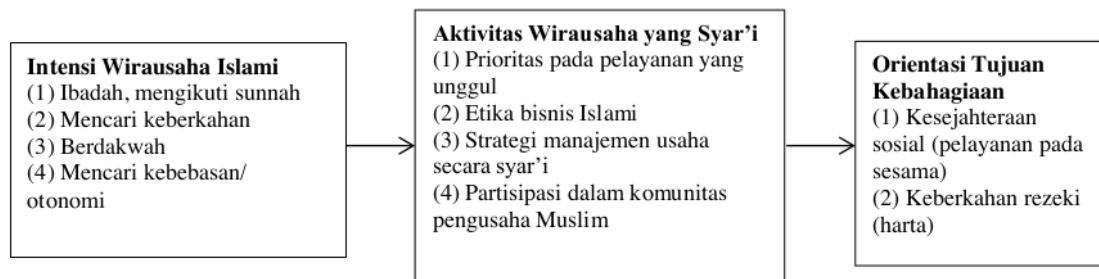 Intensi Wirausaha Islami
(1) Ibadah, mengikuti sunnah
(2) Mencari keberkahan
(3) Berdakwah
(4) Mencari kebebasan/
otonomi
Aktivitas Wirausaha yang Syar'i
(1) Prioritas pada pelayanan yang
unggul
(2) Etika bisnis Islami
(3) Strategi manajemen usaha
secara syar'i
(4) Partisipasi dalam komunitas
pengusaha Muslim
Orientasi Tujuan
Kebahagiaan
(1) Kesejahteraan
sosial (pelayanan pada
sesama)
(2) Keberkahan rezeki
(harta)